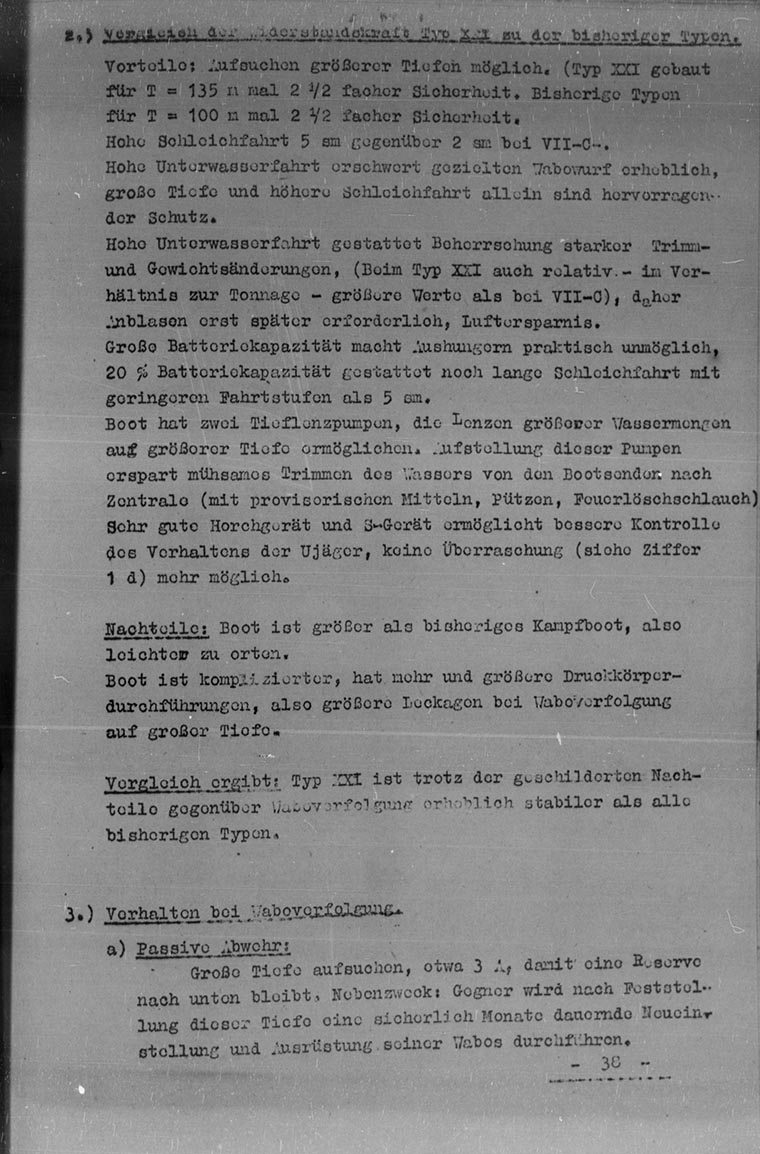 2.) Vergleich der Widerstandskraft Typ XXI zu der bisheriger Typen.
Vorteile: Aufsuchen größerer Tiefen möglich. (Typ XXI gebaut
für T = 135 m mal 2 1/2 facher Sicherheit. Bisherige Typen
für T = 100 m mal 2 1/2 facher Sicherheit.
Hohe Schleichfahrt 5 sm gegenüber 2 sm bei VII-C-.
Hohe Unterwasserfahrt erschwert gezielten Wabowurf erheblich,
große Tiefe und höhere Schleichfahrt allein sind hervorragen-
der Schutz.
Hohe Unterwasserfahrt gestattet Beherrschung starker Trimm-
und Gewichtsänderungen, (Beim Typ XXI auch relativ - im Ver-
hältnis zur Tonnage - größere Werte als bei VII-C), daher
Anblasen erst später erforderlich, Luftersparnis.
Große Batteriekapazität macht Aushungern praktisch unmöglich,
20 % Batteriekapazität gestattet noch lange Schleichfahrt mit
geringeren Fahrtstufen als 5 sm.
Boot hat zwei Tieflenzpumpen, die Lenzen größerer Wassermengen
auf größerer Tiefe ermöglichen. Aufstellung dieser Pumpen
erspart mühsames Trimmen des Wassers von den Bootsenden nach
Zentrale (mit provisorischen Mitteln, Pützen, Feuerlöschschlauch)
Sehr gute Horchgerät und S-Gerät ermöglicht bessere Kontrolle
des Verhaltens der Ujäger, keine Überraschung (siehe Ziffer
1 d) mehr möglich.
Nachteile: Boot ist größer als bisheriges Kampfboot, also
leichter zu orten.
Boot ist komplizierter, hat mehr und größere Druckkörper-
durchführungen, also größere Leckagen bei Waboverfolgung
auf großer Tiefe.
Vergleich ergibt: Typ XXI ist trotz der geschilderten Nach-
teile gegenüber Waboverfolgung erheblich stabiler als alle
bisherigen Typen.
3.) Verhalten bei Waboverfolgung.
a) Passive Abwehr:
Große Tiefe aufsuchen, etwa 3 A, damit eine Reserve
nach unten bleibt. Nebenzweck: Gegner wird nach Feststel-
lung dieser Tiefe eine sicherlich Monate dauernde Neuein-
stellung und Ausrüstung seiner Wabos durchführen.
- 38 -